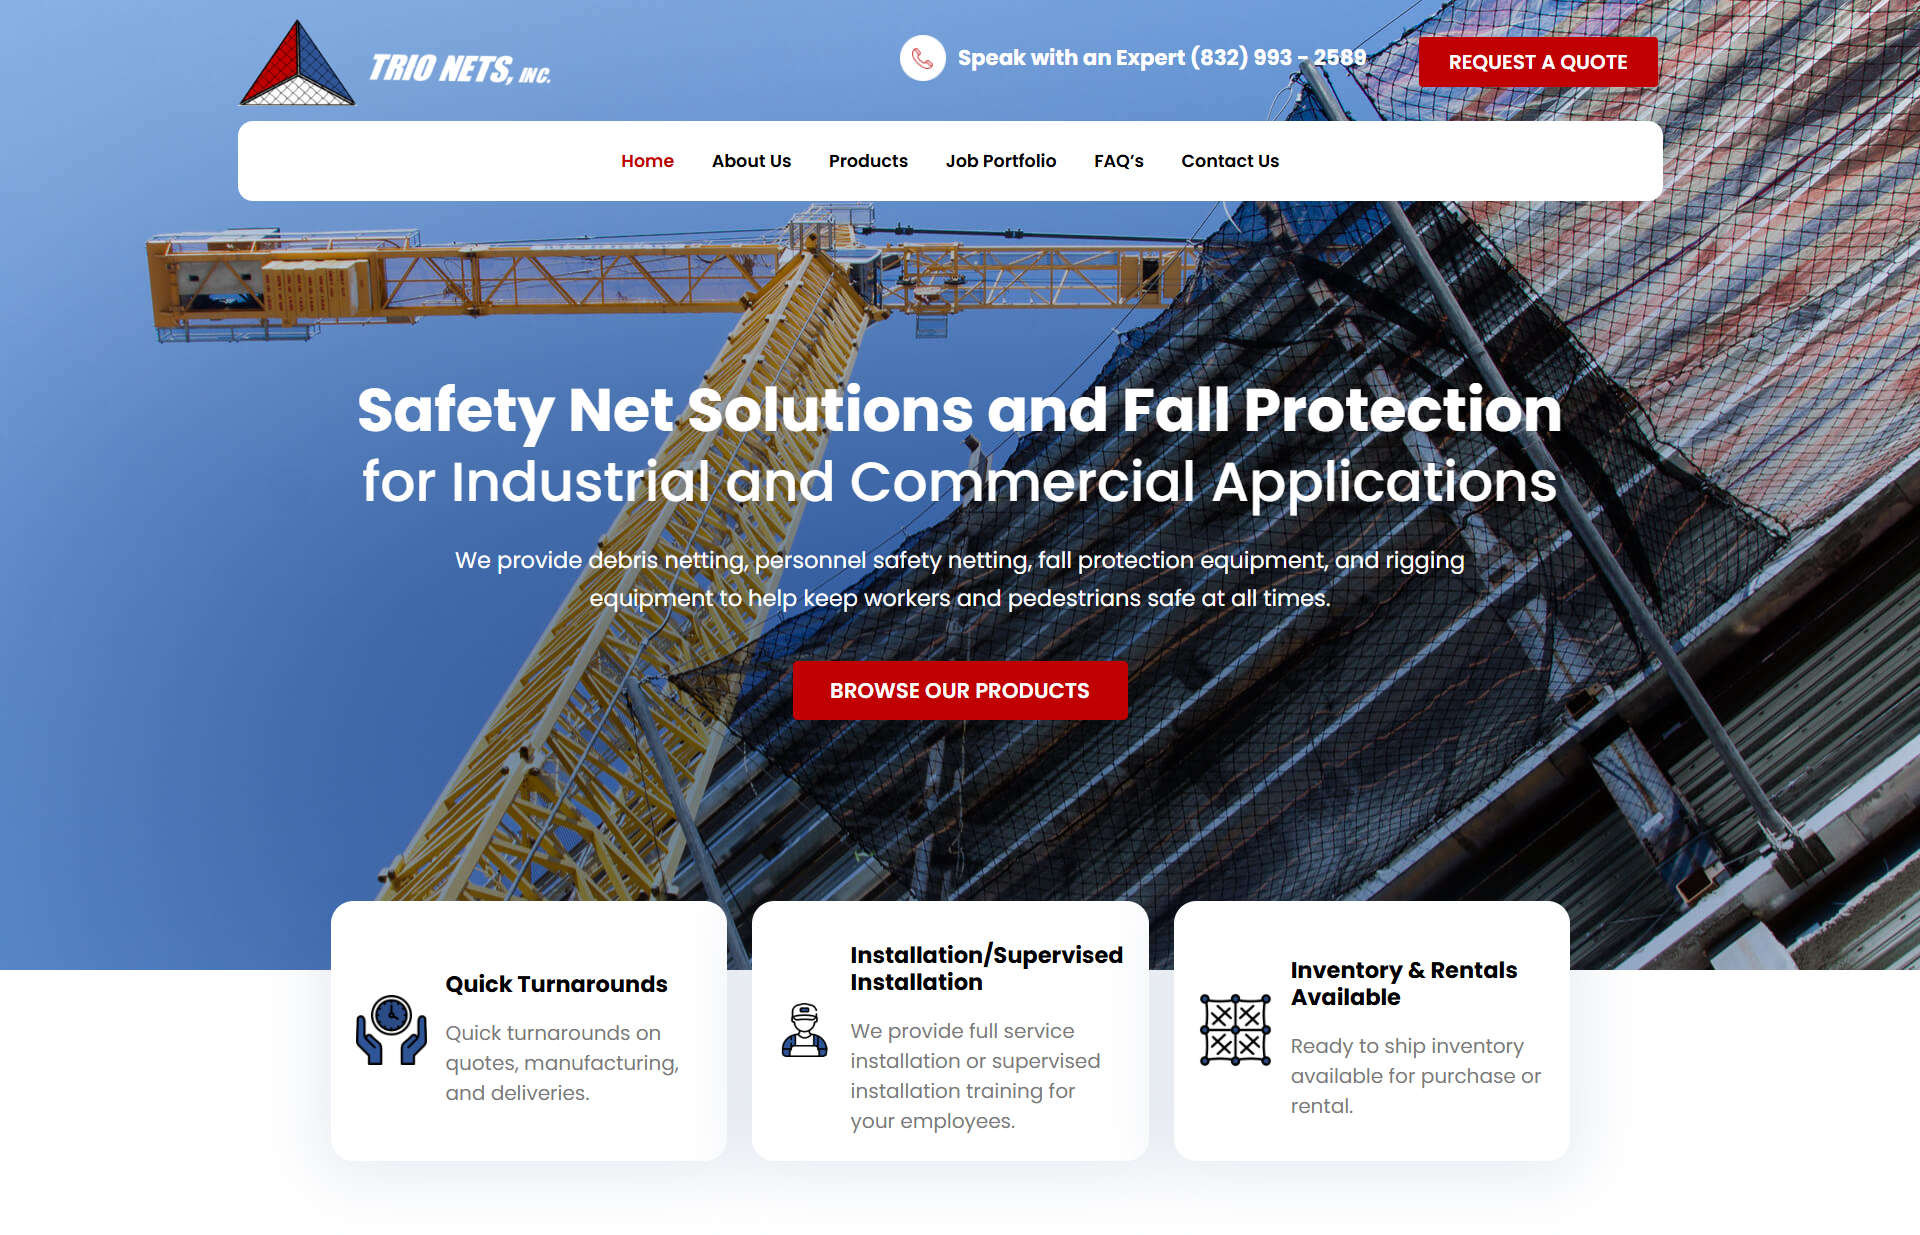 TRIO NETS, INC.
Speak with an Expert (832) 993 - 2589
REQUEST A QUOTE
Home About Us Products Job Portfolio FAQ’s Contact Us
Safety Net Solutions and Fall Protection
for Industrial and Commercial Applications
We provide debris netting, personnel safety netting, fall protection equipment, and rigging
equipment to help keep workers and pedestrians safe at all times.
BROWSE OUR PRODUCTS
Quick Turnarounds
Quick turnarounds on
quotes, manufacturing,
and deliveries.
Installation/Supervised
Installation
We provide full service
installation or supervised
installation training for
your employees.
Inventory & Rentals
Available
Ready to ship inventory
available for purchase or
rental.